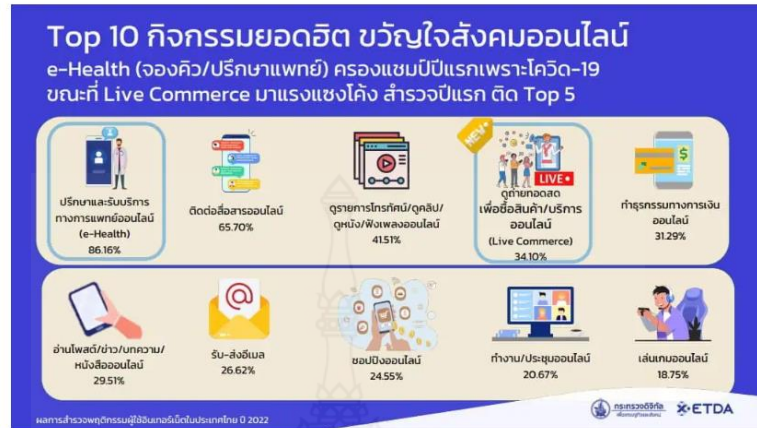 Top 10 กิจกรรมยอดฮิต ขวัญใจสังคมออนไลน์
e-Health (จองคิว/ปรึกษาแพทย์) ครองแชมป์ปีแรกเพราะโควิด-19
ขณะที่ Live Commerce มาแรงแซงโค้ง สำรวจปีแรก ติด Top 5
ปรึกษาและรับบริการ
ทางการแพทย์ออนไลน์
(e-Health)
86.16%
ติดต่อสื่อสารออนไลน์
65.70%
ดูรายการโทรทัศน์/ดูคลิป/
ดูหนัง/ฟังเพลงออนไลน์
41.51%
NEW
LIVE
ดูถ่ายทอดสด
เพื่อซื้อสินค้า/บริการ
ออนไลน์
(Live Commerce)
34.10%
ทำธุรกรรมทางการเงิน
ออนไลน์
31.29%
อ่านโพสต์/ข่าว/บทความ/
หนังสือออนไลน์
29.51%
รับ-ส่งอีเมล
26.62%
ชอปปิงออนไลน์
24.55%
ทำงาน/ประชุมออนไลน์
20.67%
เล่นเกมออนไลน์
18.75%
ผลการสำรวจพฤติกรรมผู้ใช้อินเทอร์เน็ตในประเทศไทย ปี 2022
กระทรวงดิจิทัล
เพื่อเศรษฐกิจและสังคม
ETDA